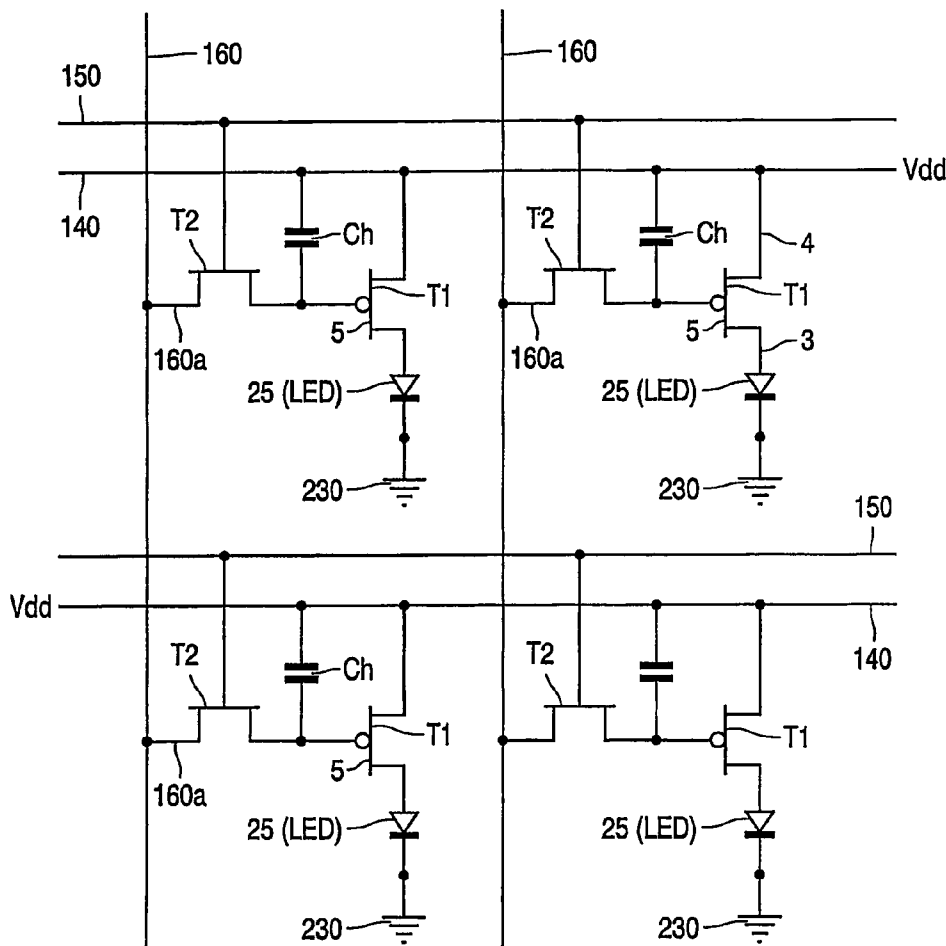 160 160
150
Vdd
140
T2 Ch T2 Ch 4
T1 T1
5 5
160a 160a 3
25 (LED) 25 (LED)
230 230
150
Vdd
140
T2 Ch T2
T1 T1
5
160a
25 (LED) 25 (LED)
230 230